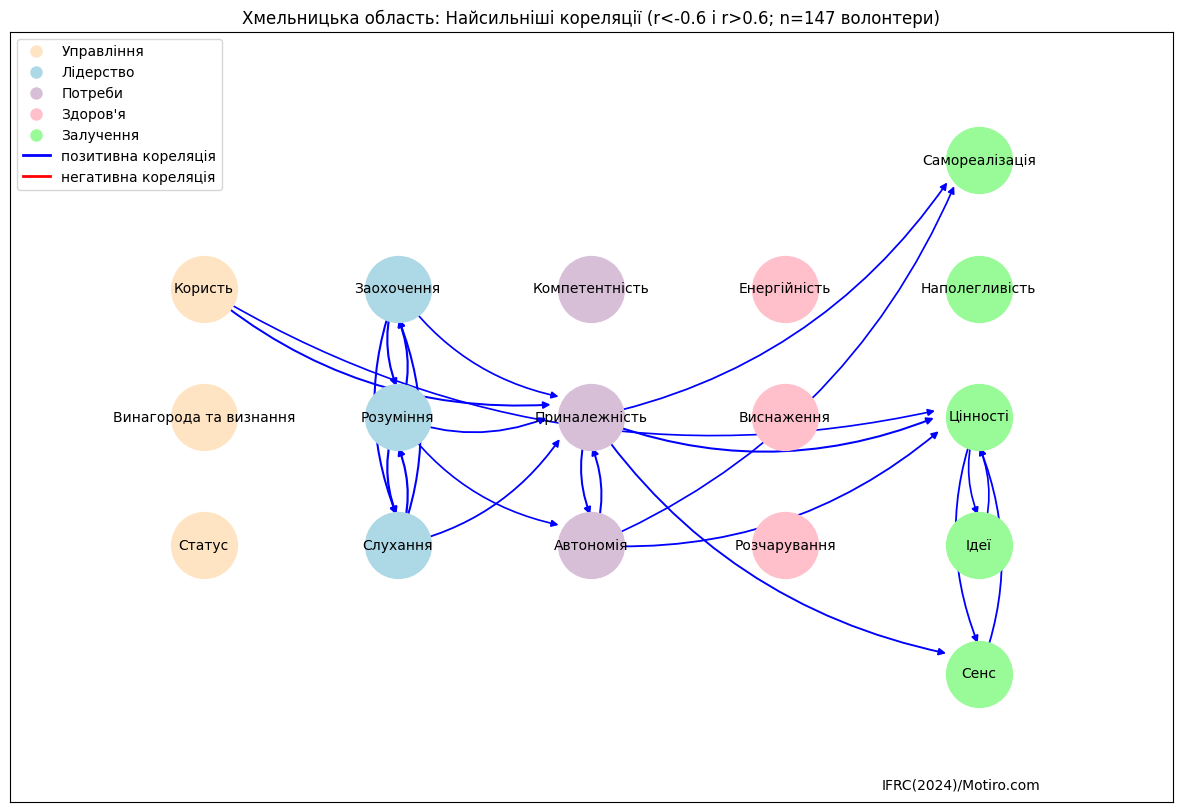 Хмельницька область: Найсильніші кореляції (r<-0.6 і r>0.6; n=147 волонтери)
Управління
Лідерство
Потреби
Здоров'я
Залучення
позитивна кореляція
негативна кореляція
Самореалізація
Користь
Заохочення
Компетентність
Енергійність
Наполегливість
Винагорода та визнання
Розуміння
Приналежність
Виснаження
Цінності
Статус
Слухання
Автономія
Розчарування
Ідеї
Сенс
IFRC(2024)/Motiro.com